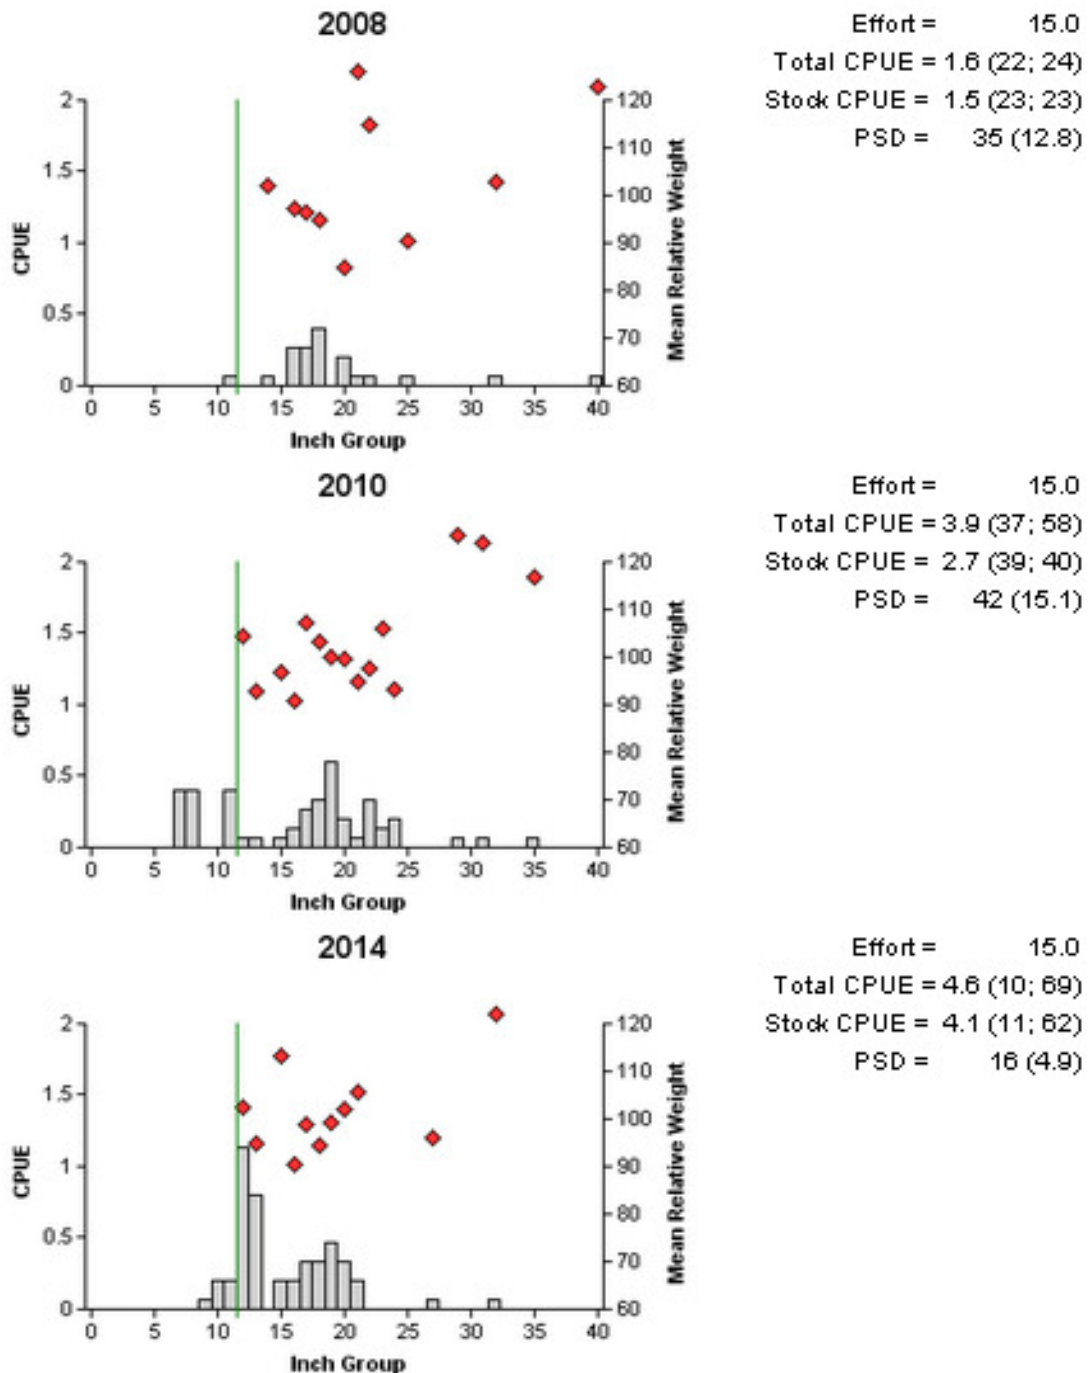 2008
Effort = 15.0
Total CPUE = 1.6 (22; 24)
Stock CPUE = 1.5 (23; 23)
PSD = 35 (12.8)
2 120
110
1.5 100
1 90
80
0.5 70
0 60
CPUE
Mean Relative Weight
0 5 10 15 20 25 30 35 40
Inch Group
2010
Effort = 15.0
Total CPUE = 3.9 (37; 58)
Stock CPUE = 2.7 (39; 40)
PSD = 42 (15.1)
2 120
110
1.5 100
1 90
80
0.5 70
0 60
CPUE
Mean Relative Weight
0 5 10 15 20 25 30 35 40
Inch Group
2014
Effort = 15.0
Total CPUE = 4.6 (10; 69)
Stock CPUE = 4.1 (11; 62)
PSD = 16 (4.9)
2 120
110
1.5 100
1 90
80
0.5 70
0 60
CPUE
Mean Relative Weight
0 5 10 15 20 25 30 35 40
Inch Group